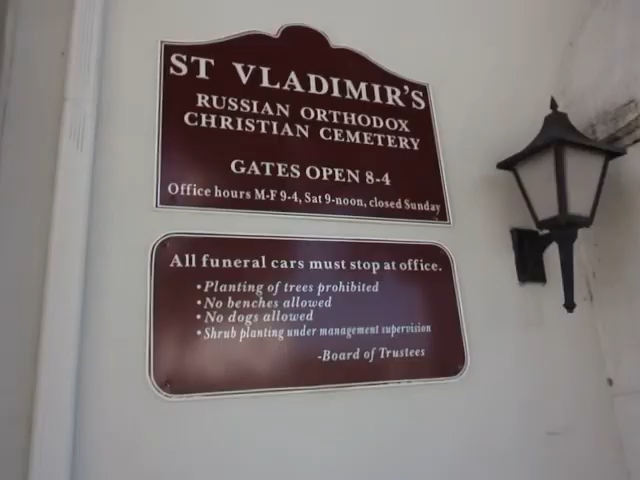 ST VLADIMIR'S
RUSSIAN ORTHODOX
CHRISTIAN CEMETERY
GATES OPEN 8-4
Office hours M-F 9-4, Sat 9-noon, closed Sunday
All funeral cars must stop at office.
•Planting of trees prohibited
•No benches allowed
•No dogs allowed
•Shrub planting under management supervision
-Board of Trustees